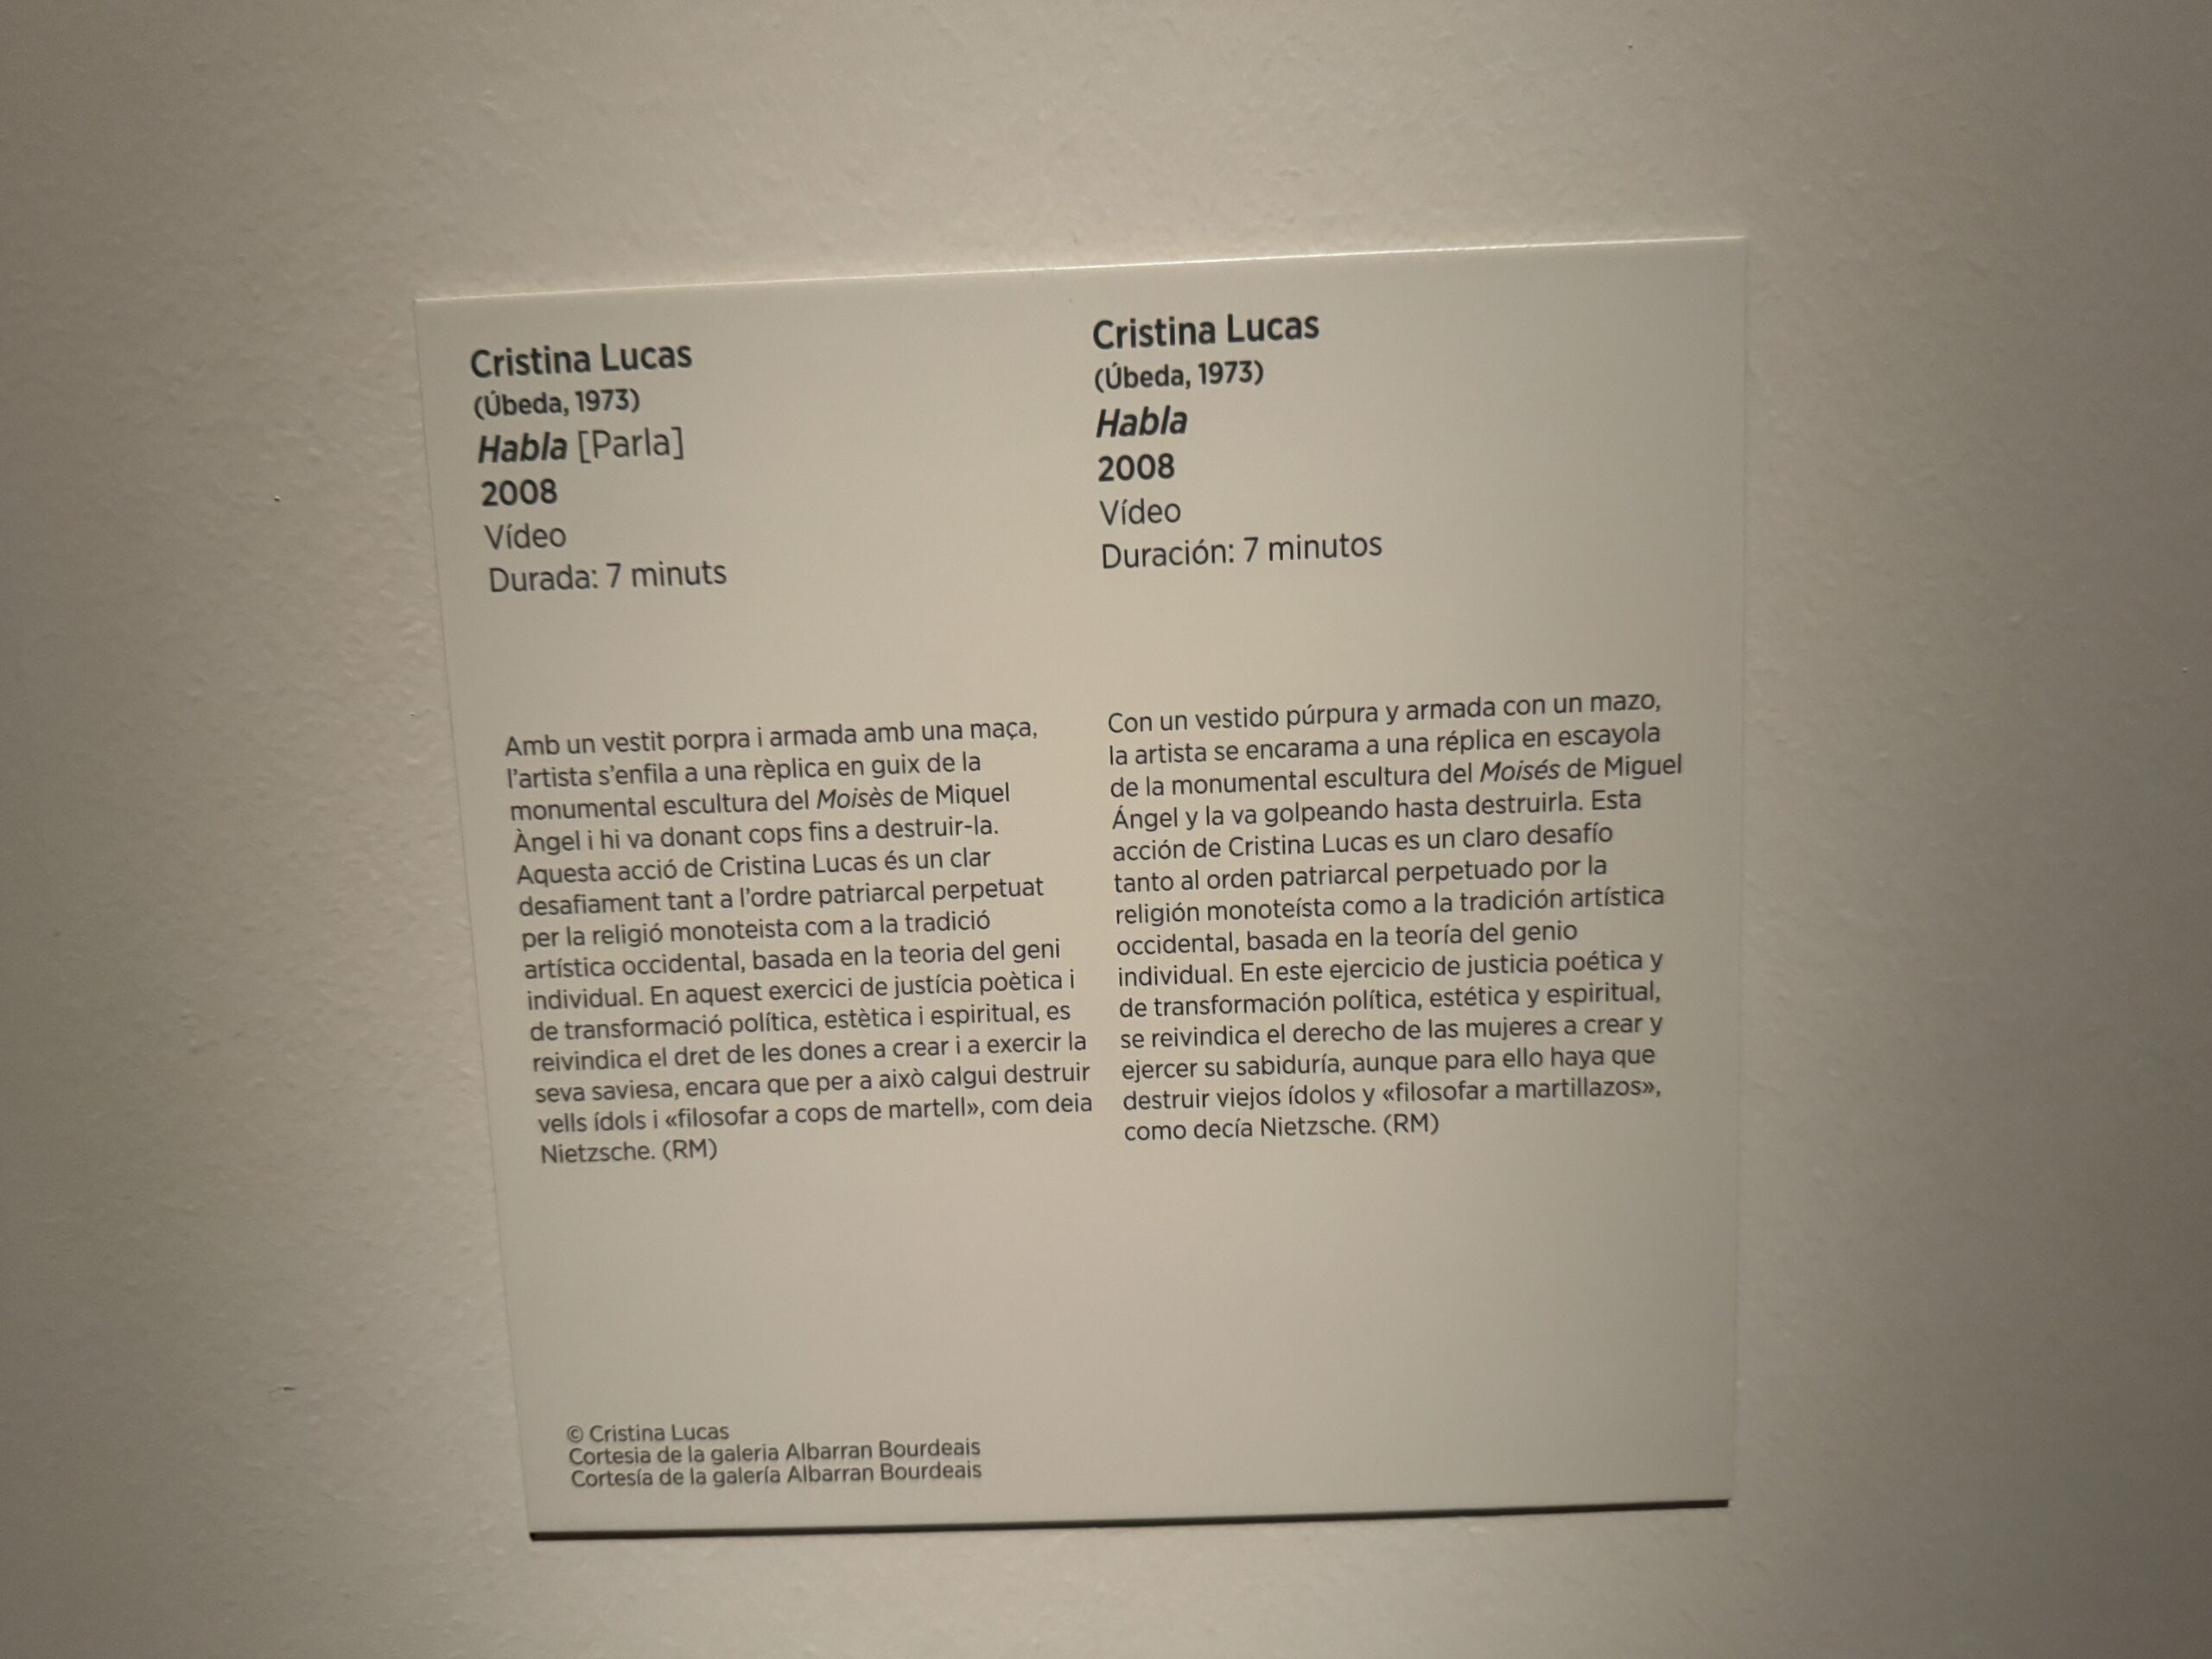 Cristina Lucas
(Úbeda, 1973)
Habla [Parla]
2008
Vídeo
Durada: 7 minuts
Amb un vestit porpra i armada amb una maça,
l'artista s'enfila a una rèplica en guix de la
monumental escultura del Moisès de Miquel
Àngel i hi va donant cops fins a destruir-la.
Aquesta acció de Cristina Lucas és un clar
desafiament tant a l'ordre patriarcal perpetuat
per la religió monoteista com a la tradició
artística occidental, basada en la teoria del geni
individual. En aquest exercici de justícia poètica i
de transformació política, estètica i espiritual, es
reivindica el dret de les dones a crear i a exercir la
seva saviesa, encara que per a això calgui destruir
vells ídols i «filosofar a cops de martell», com deia
Nietzsche. (RM)
Cristina Lucas
(Úbeda, 1973)
Habla
2008
Vídeo
Duración: 7 minutos
Con un vestido púrpura y armada con un mazo,
la artista se encarama a una réplica en escayola
de la monumental escultura del Moisés de Miguel
Ángel y la va golpeando hasta destruirla. Esta
acción de Cristina Lucas es un claro desafío
tanto al orden patriarcal perpetuado por la
religión monoteísta como a la tradición artística
occidental, basada en la teoría del genio
individual. En este ejercicio de justicia poética y
de transformación política, estética y espiritual,
se reivindica el derecho de las mujeres a crear y
ejercer su sabiduría, aunque para ello haya que
destruir viejos ídolos y «filosofar a martillazos»,
como decía Nietzsche. (RM)
© Cristina Lucas
Cortesia de la galeria Albarran Bourdeais
Cortesía de la galería Albarran Bourdeais